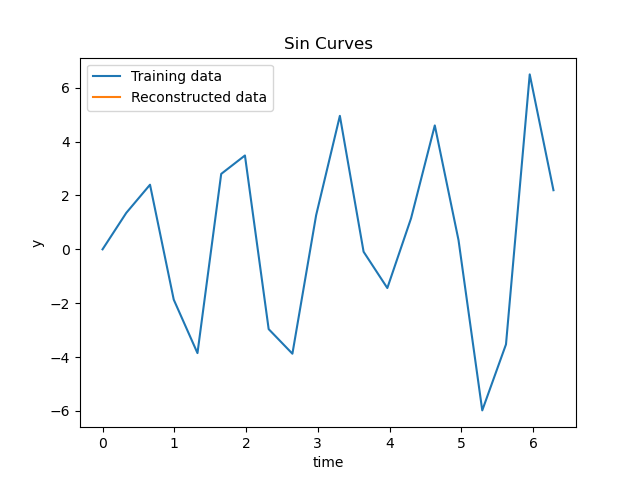 Sin Curves
Training data
Reconstructed data
y
6
4
2
0
−2
−4
−6
0 1 2 3 4 5 6
time